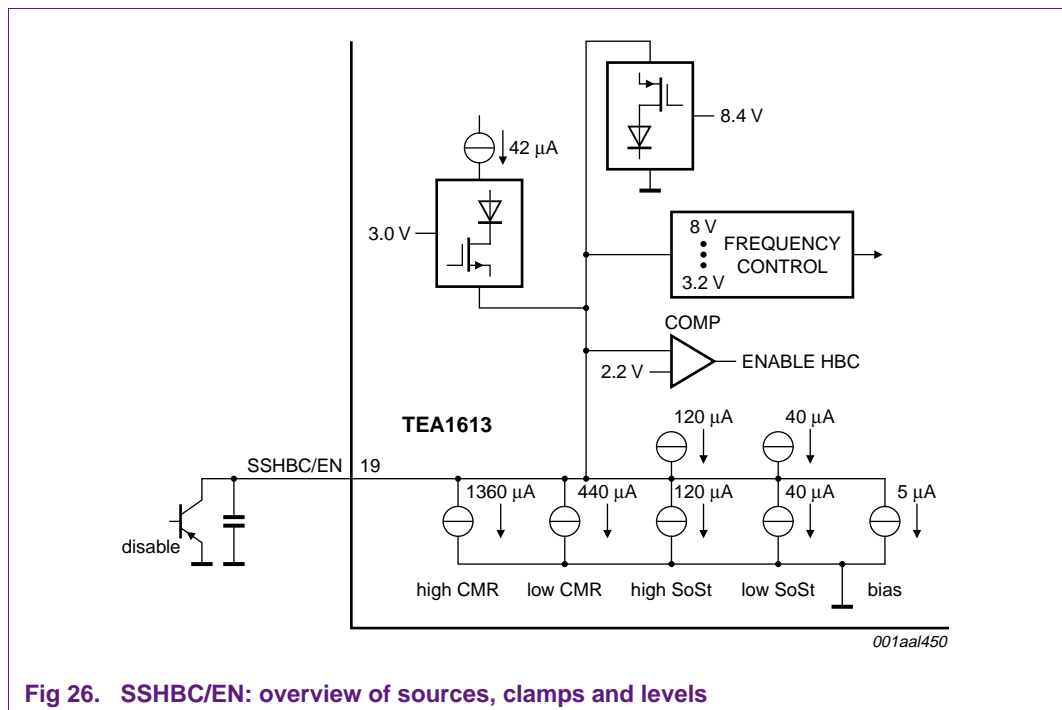 8.4 V
42 μA
3.0 V
8 V
FREQUENCY
CONTROL
3.2 V
COMP
2.2 V
ENABLE HBC
TEA1613
120 μA 40 μA
SSHBC/EN 19
1360 μA 440 μA 120 μA 40 μA 5 μA
disable
high CMR low CMR high SoSt low SoSt bias
001aal450
Fig 26. SSHBC/EN: overview of sources, clamps and levels